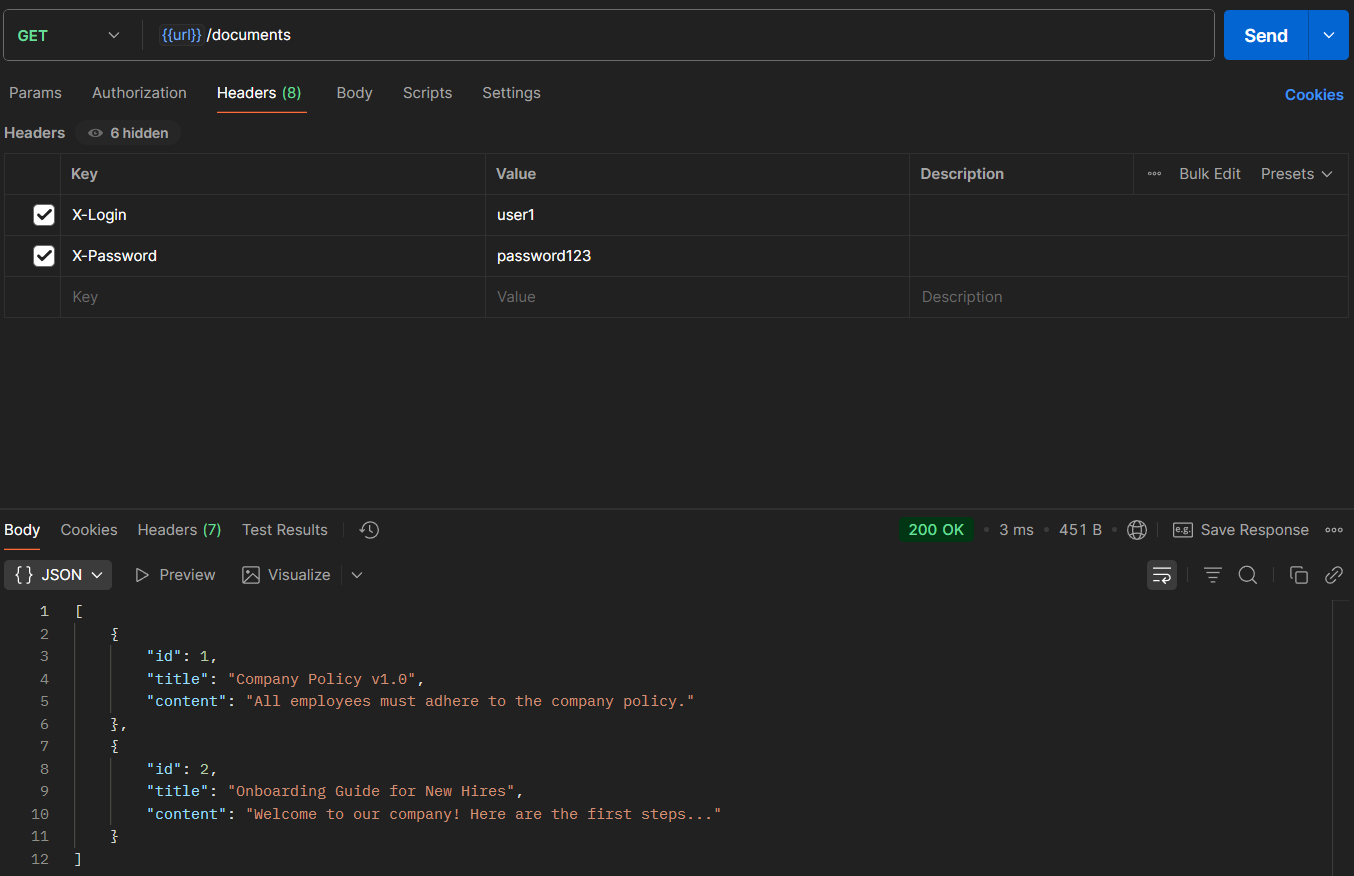 GET {{url}} /documents Send
Params Authorization Headers (8) Body Scripts Settings Cookies
Headers 6 hidden
Key Value Description Bulk Edit Presets
X-Login user1
X-Password password123
Key Value Description
Body Cookies Headers (7) Test Results 200 OK • 3 ms • 451 B • e.g. Save Response
{} JSON Preview Visualize
1 [
2 {
3 "id": 1,
4 "title": "Company Policy v1.0",
5 "content": "All employees must adhere to the company policy."
6 },
7 {
8 "id": 2,
9 "title": "Onboarding Guide for New Hires",
10 "content": "Welcome to our company! Here are the first steps..."
11 }
12 ]